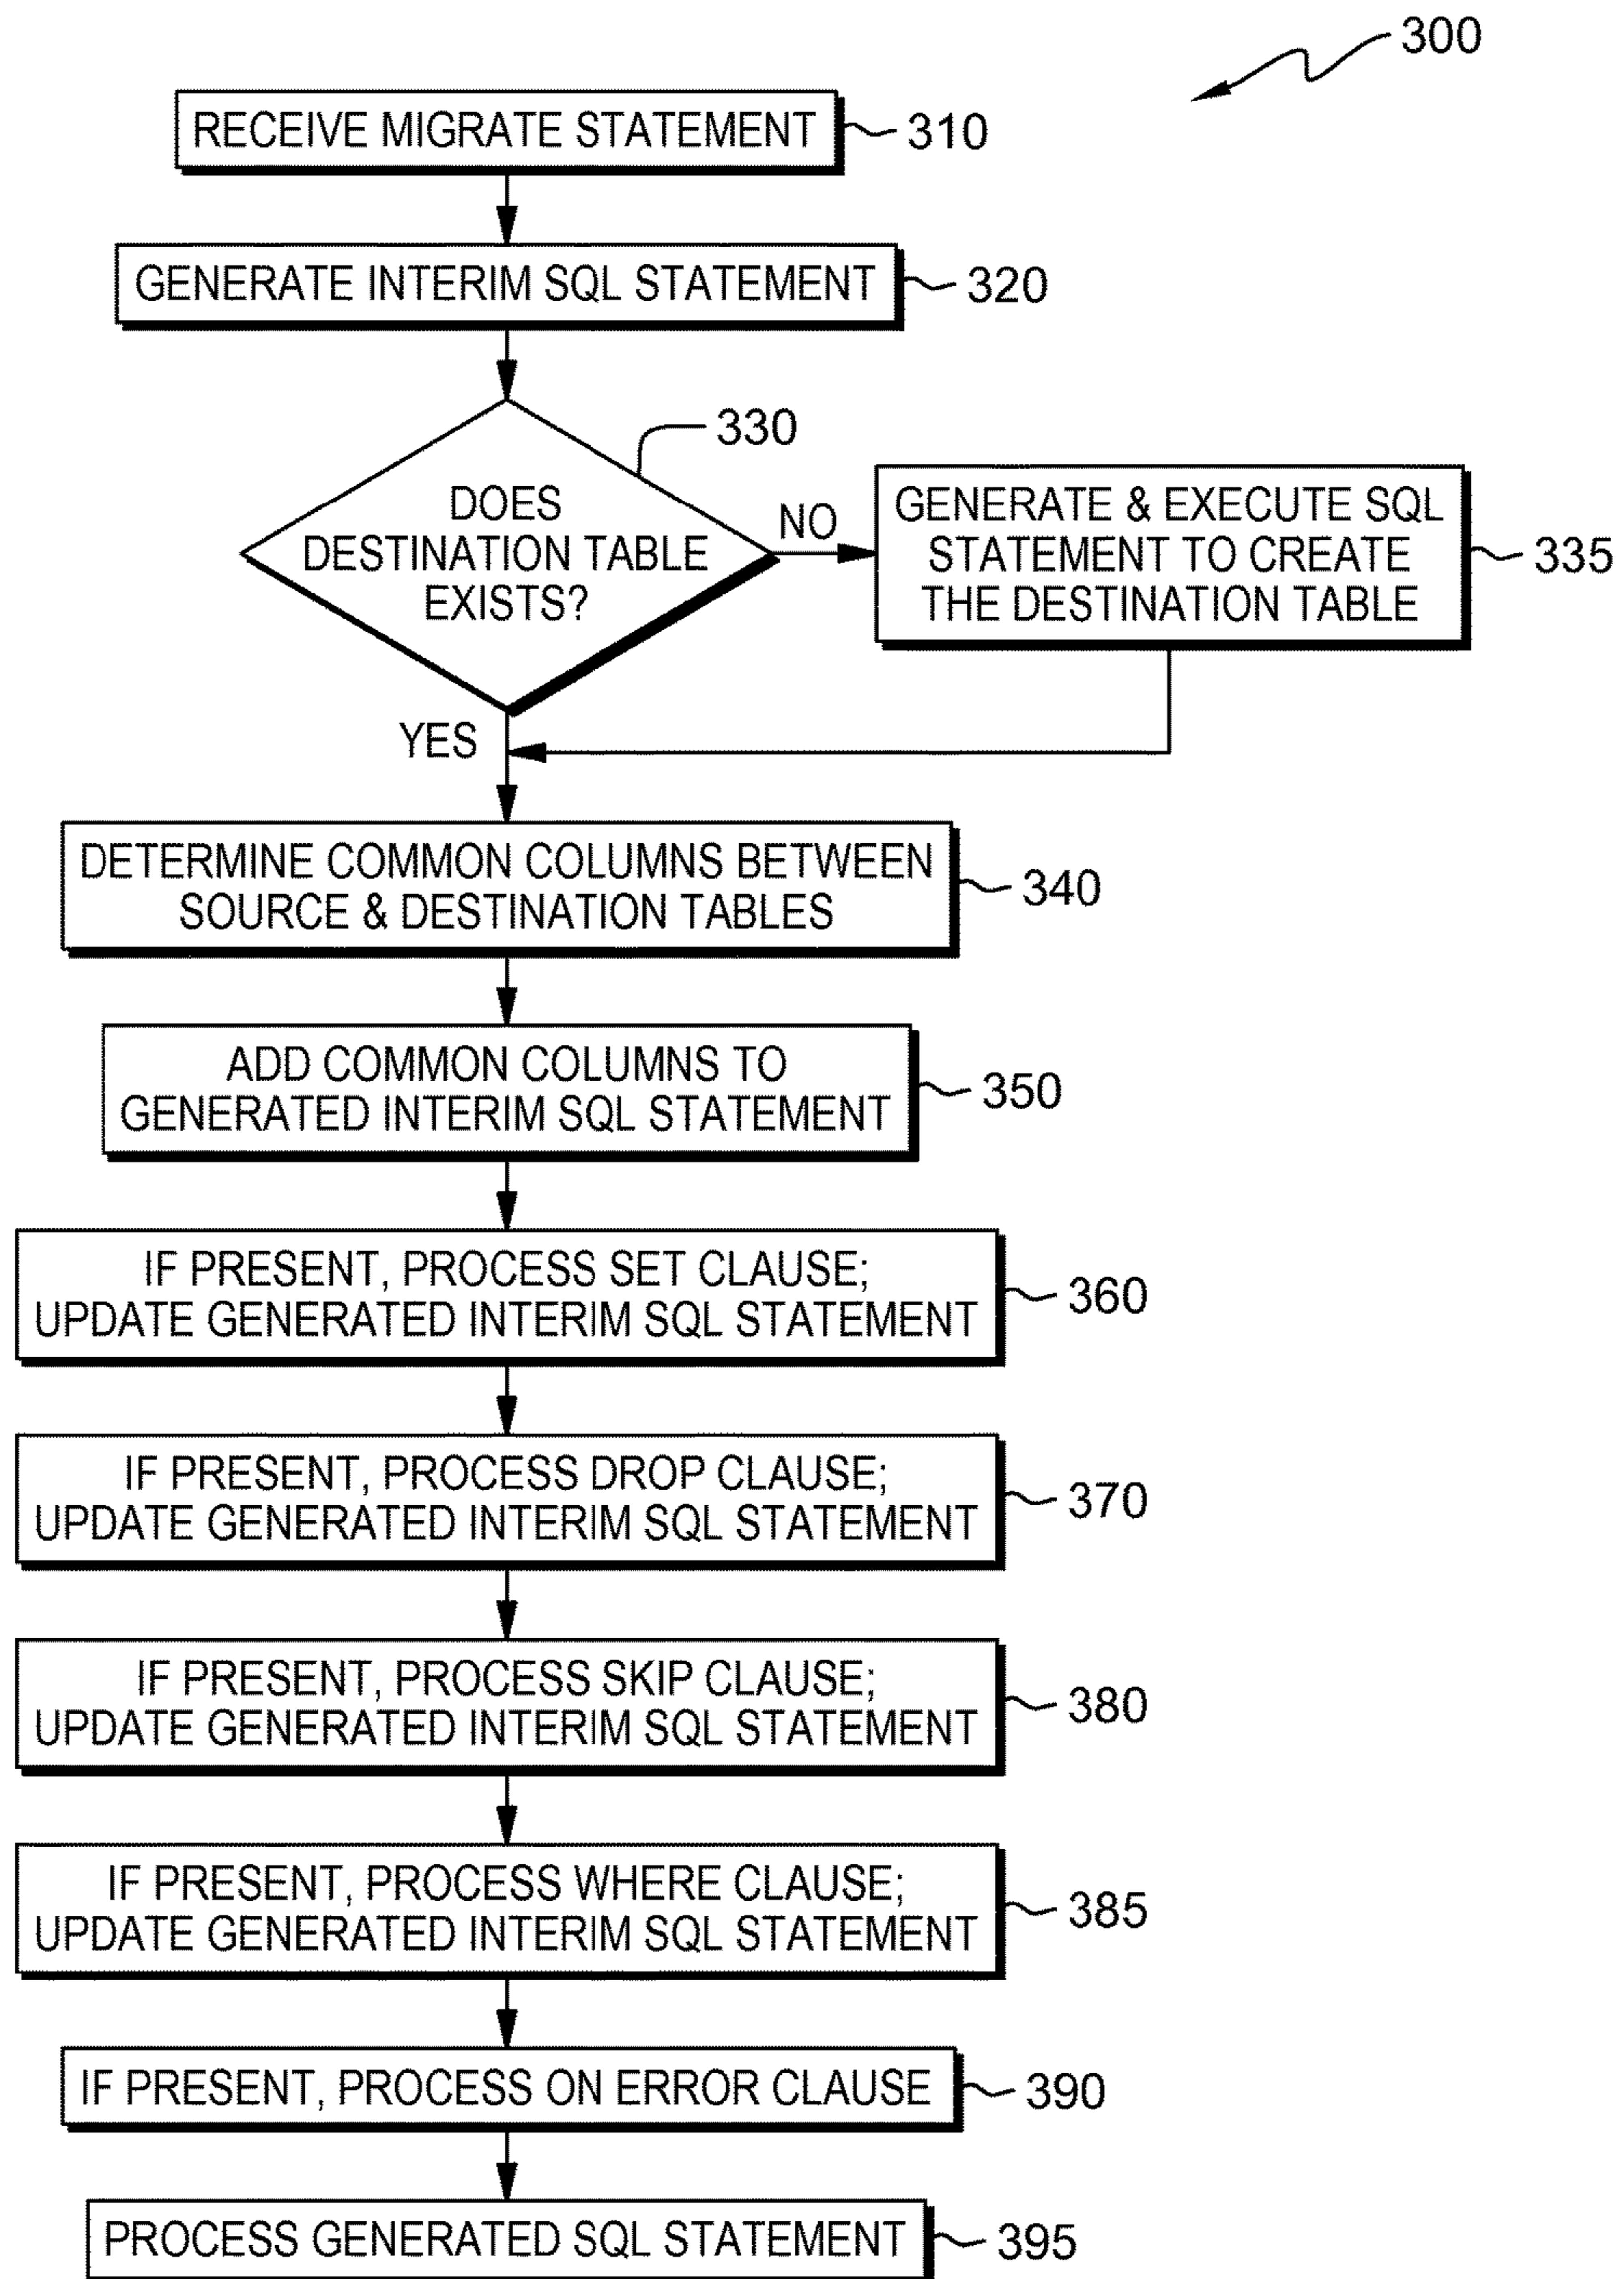 300
RECEIVE MIGRATE STATEMENT
310
GENERATE INTERIM SQL STATEMENT
320
330
DOES
DESTINATION TABLE
EXISTS?
NO
GENERATE & EXECUTE SQL
STATEMENT TO CREATE
THE DESTINATION TABLE
335
YES
DETERMINE COMMON COLUMNS BETWEEN
SOURCE & DESTINATION TABLES
340
ADD COMMON COLUMNS TO
GENERATED INTERIM SQL STATEMENT
350
IF PRESENT, PROCESS SET CLAUSE;
UPDATE GENERATED INTERIM SQL STATEMENT
360
IF PRESENT, PROCESS DROP CLAUSE;
UPDATE GENERATED INTERIM SQL STATEMENT
370
IF PRESENT, PROCESS SKIP CLAUSE;
UPDATE GENERATED INTERIM SQL STATEMENT
380
IF PRESENT, PROCESS WHERE CLAUSE;
UPDATE GENERATED INTERIM SQL STATEMENT
385
IF PRESENT, PROCESS ON ERROR CLAUSE
390
PROCESS GENERATED SQL STATEMENT
395